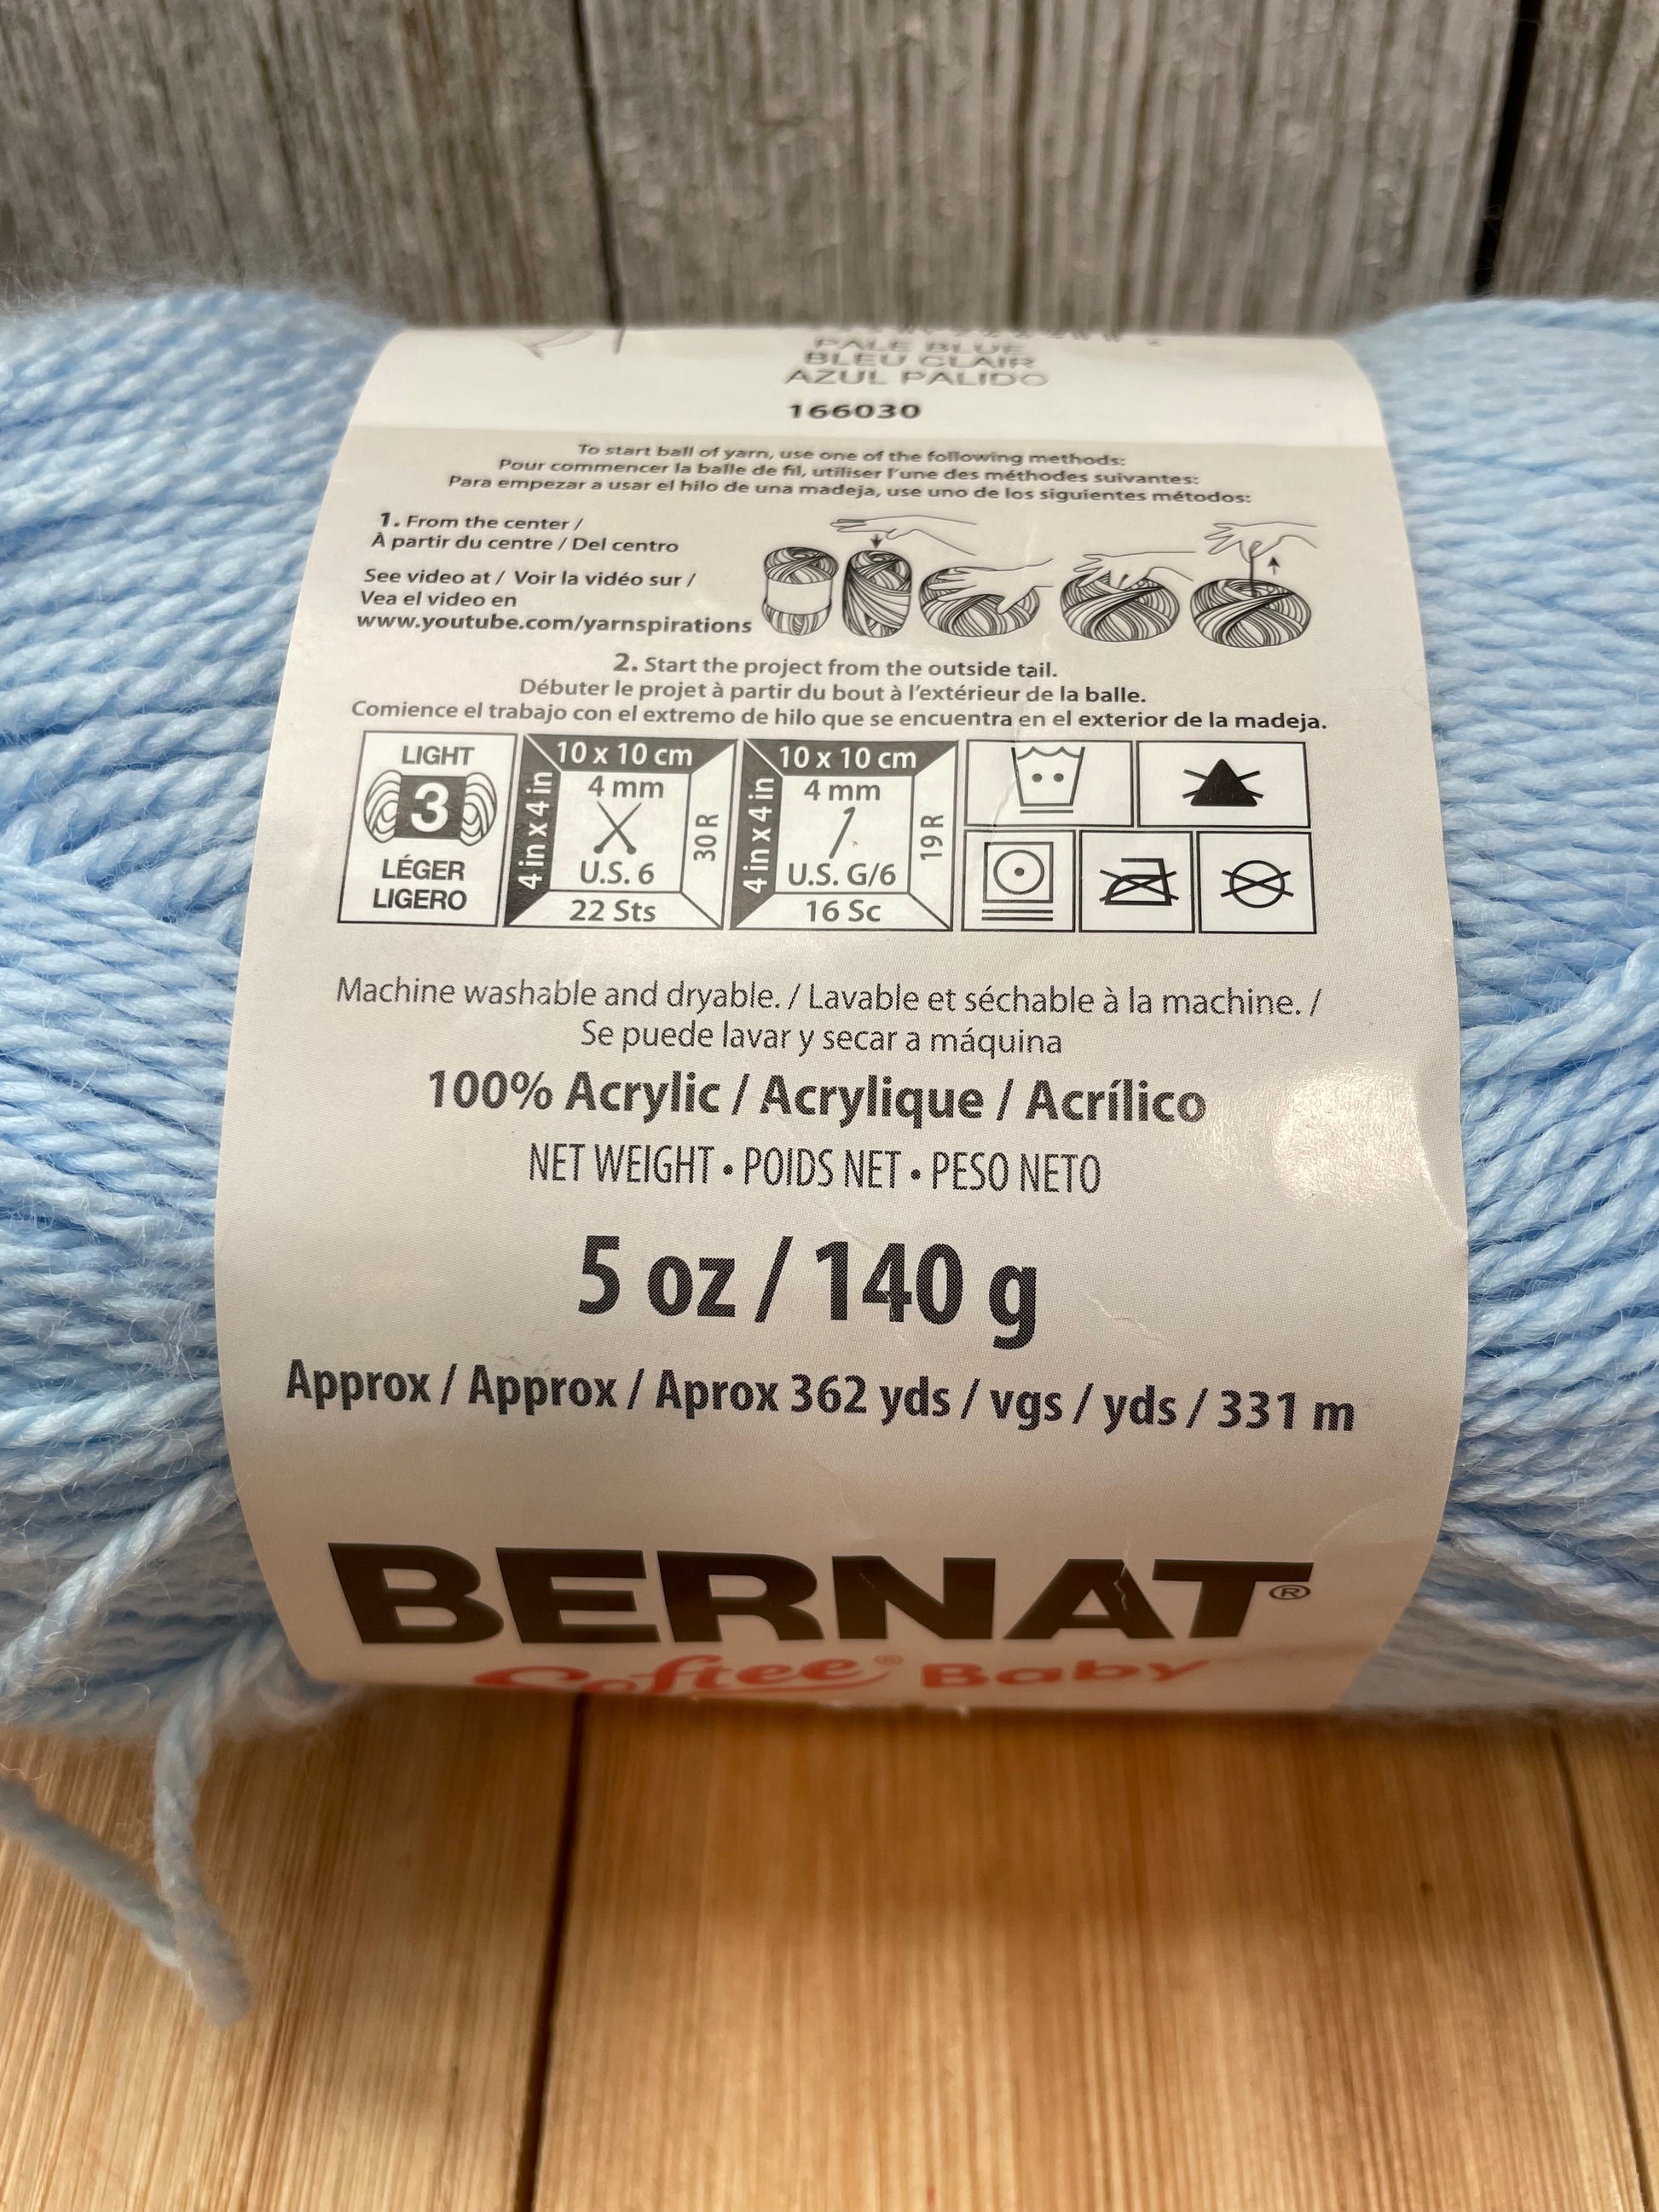 PALE BLUE
BLEU CLAIR
AZUL PALIDO
166030
To start ball of yarn, use one of the following methods:
Pour commencer la balle de fil, utiliser l'une des méthodes suivantes:
Para empezar a usar el hilo de una madeja, use uno de los siguientes métodos:
1. From the center /
À partir du centre / Del centro
See video at / Voir la vidéo sur /
Vea el video en
www.youtube.com/yarnspirations
2. Start the project from the outside tail.
Débuter le projet à partir du bout à l'extérieur de la balle.
Comience el trabajo con el extremo de hilo que se encuentra en el exterior de la madeja.
LIGHT
3
LÉGER
LIGERO
10 x 10 cm
4 in x 4 in
4 mm
U.S. 6
30 R
22 Sts
10 x 10 cm
4 in x 4 in
4 mm
U.S. G/6
19 R
16 Sc
Machine washable and dryable. / Lavable et séchable à la machine. /
Se puede lavar y secar a máquina
100% Acrylic / Acrylique / Acrílico
NET WEIGHT • POIDS NET • PESO NETO
5 oz / 140 g
Approx / Approx / Aprox 362 yds / vgs / yds / 331 m
BERNAT®
Softee® Baby